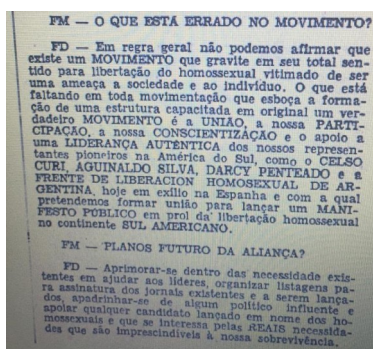 FM — O QUE ESTÁ ERRADO NO MOVIMENTO?
FD — Em regra geral não podemos afirmar que
existe um MOVIMENTO que gravite em seu total sen-
tido para libertação do homossexual vitimado de ser
uma ameaça a sociedade e ao indivíduo. O que está
faltando em toda movimentação que esboça a forma-
ção de uma estrutura capacitada em original um ver-
dadeiro MOVIMENTO é a UNIÃO, a nossa PARTI-
CIPAÇÃO, a nossa CONSCIENTIZAÇÃO e o apoio a
uma LIDERANÇA AUTÊNTICA dos nossos represen-
tantes pioneiros na América do Sul, como o CELSO
CURI, AGUINALDO SILVA, DARCY PENTEADO e a
FRENTE DE LIBERACION HOMOSEXUAL DE AR-
GENTINA, hoje em exílio na Espanha e com a qual
pretendemos formar união para lançar um MANI-
FESTO PÚBLICO em prol da libertação homossexual
no continente SUL AMERICANO.
FM — PLANOS FUTURO DA ALIANÇA?
FD — Aprimorar-se dentro das necessidade exis-
tentes em ajudar aos líderes, organizar listagens pa-
ra assinatura dos jornais existentes e a serem lança-
dos, apadrinhar-se de algum político influente e
apoiar qualquer candidato lançado em nome dos ho-
mossexuais e que se interessa pelas REAIS necessida-
des que são imprescindíveis à nossa sobrevivência.